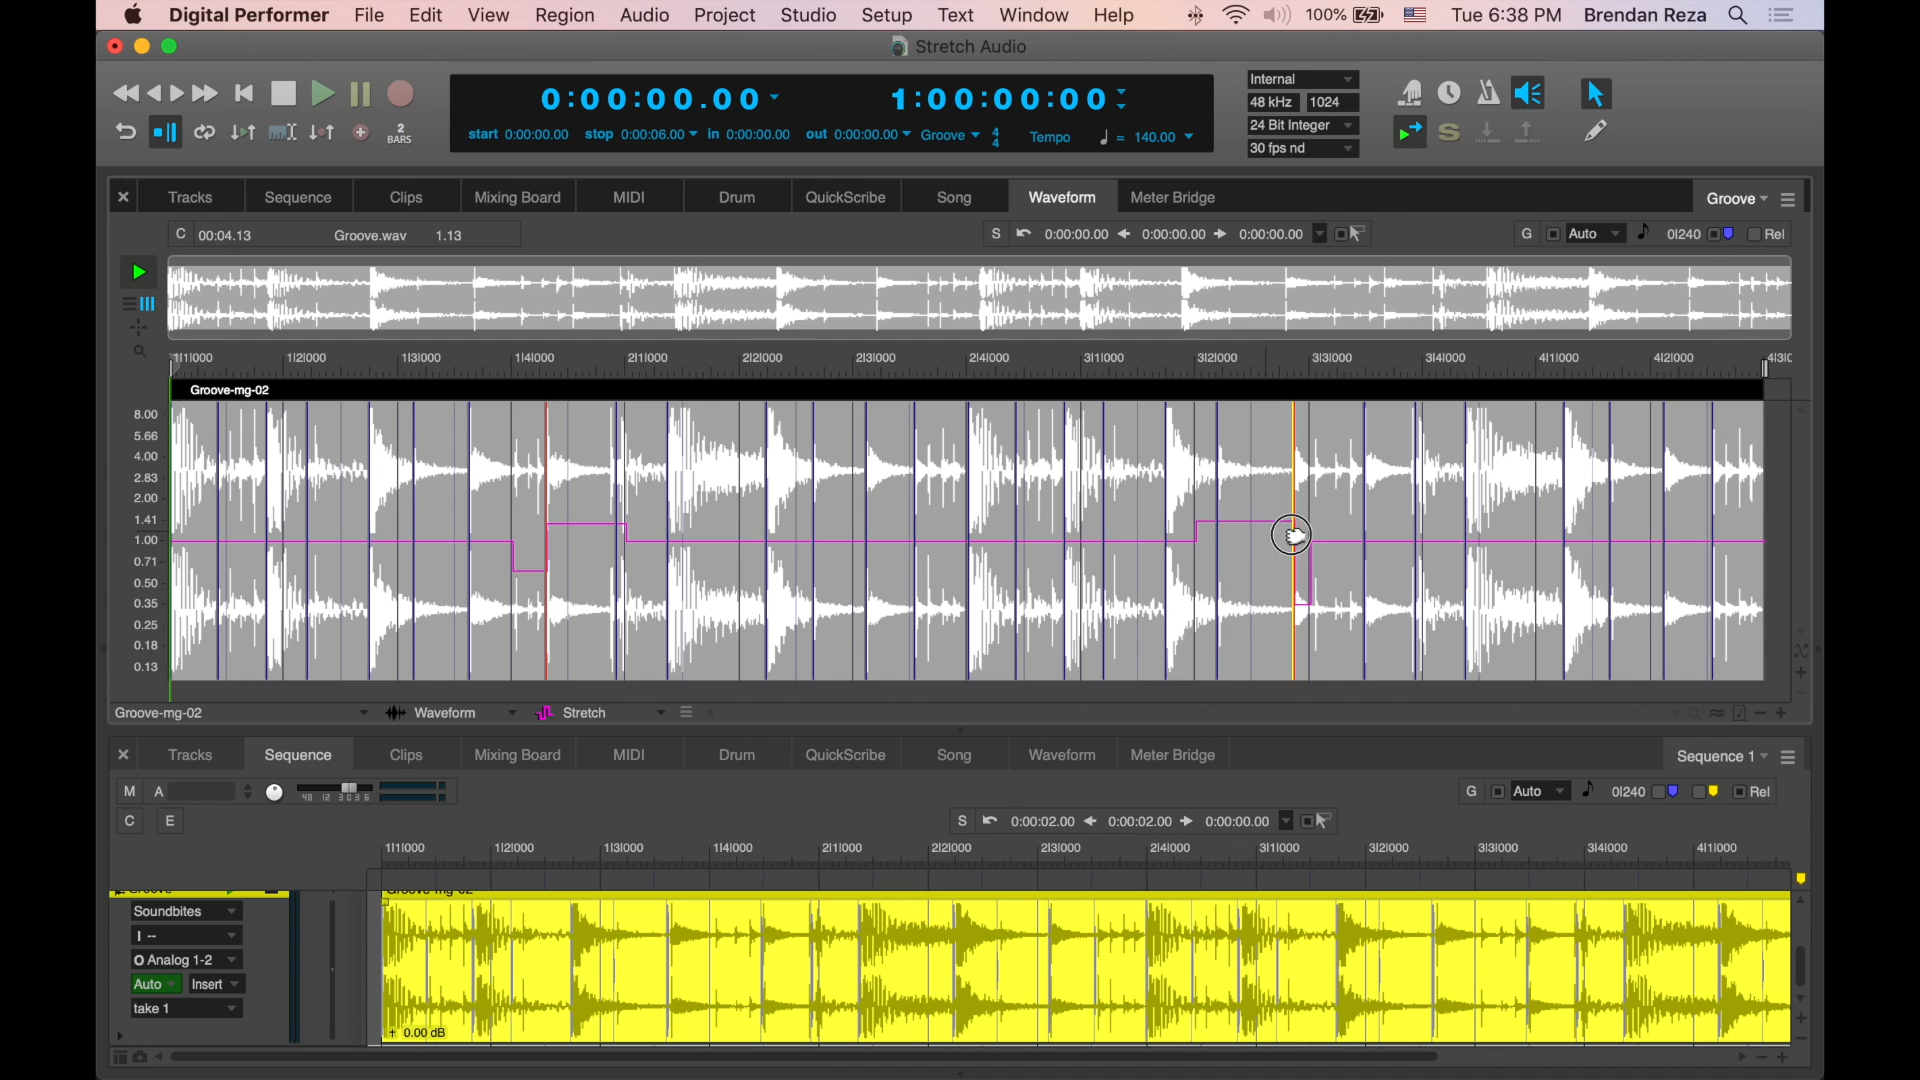 Digital Performer File Edit View Region Audio Project Studio Setup Text Window Help 100% Tue 6:38 PM Brendan Reza
Stretch Audio
0:00:00.00 1:00:00:00
start 0:00:00.00 stop 0:00:06.00 in 0:00:00.00 out 0:00:00.00 Groove 4 4 Tempo = 140.00
2 BARS
Internal
48 kHz 1024
24 Bit Integer
30 fps nd
S
Tracks Sequence Clips Mixing Board MIDI Drum QuickScribe Song Waveform Meter Bridge Groove
C 00:04.13 Groove.wav 1.13 S 0:00:00.00 0:00:00.00 0:00:00.00 G Auto 0|240 Rel
1|1|000 1|2|000 1|3|000 1|4|000 2|1|000 2|2|000 2|3|000 2|4|000 3|1|000 3|2|000 3|3|000 3|4|000 4|1|000 4|2|000 4|3|0
Groove-mg-02
8.00
5.66
4.00
2.83
2.00
1.41
1.00
0.71
0.50
0.35
0.25
0.18
0.13
Groove-mg-02 Waveform Stretch
Tracks Sequence Clips Mixing Board MIDI Drum QuickScribe Song Waveform Meter Bridge Sequence 1
M A 48 12 3 0 3 6 G Auto 0|240 Rel
C E S 0:00:02.00 0:00:02.00 0:00:00.00
1|1|000 1|2|000 1|3|000 1|4|000 2|1|000 2|2|000 2|3|000 2|4|000 3|1|000 3|2|000 3|3|000 3|4|000 4|1|000
Groove Groove-mg-02
Soundbites
I --
O Analog 1-2
Auto Insert
take 1
+ 0.00 dB